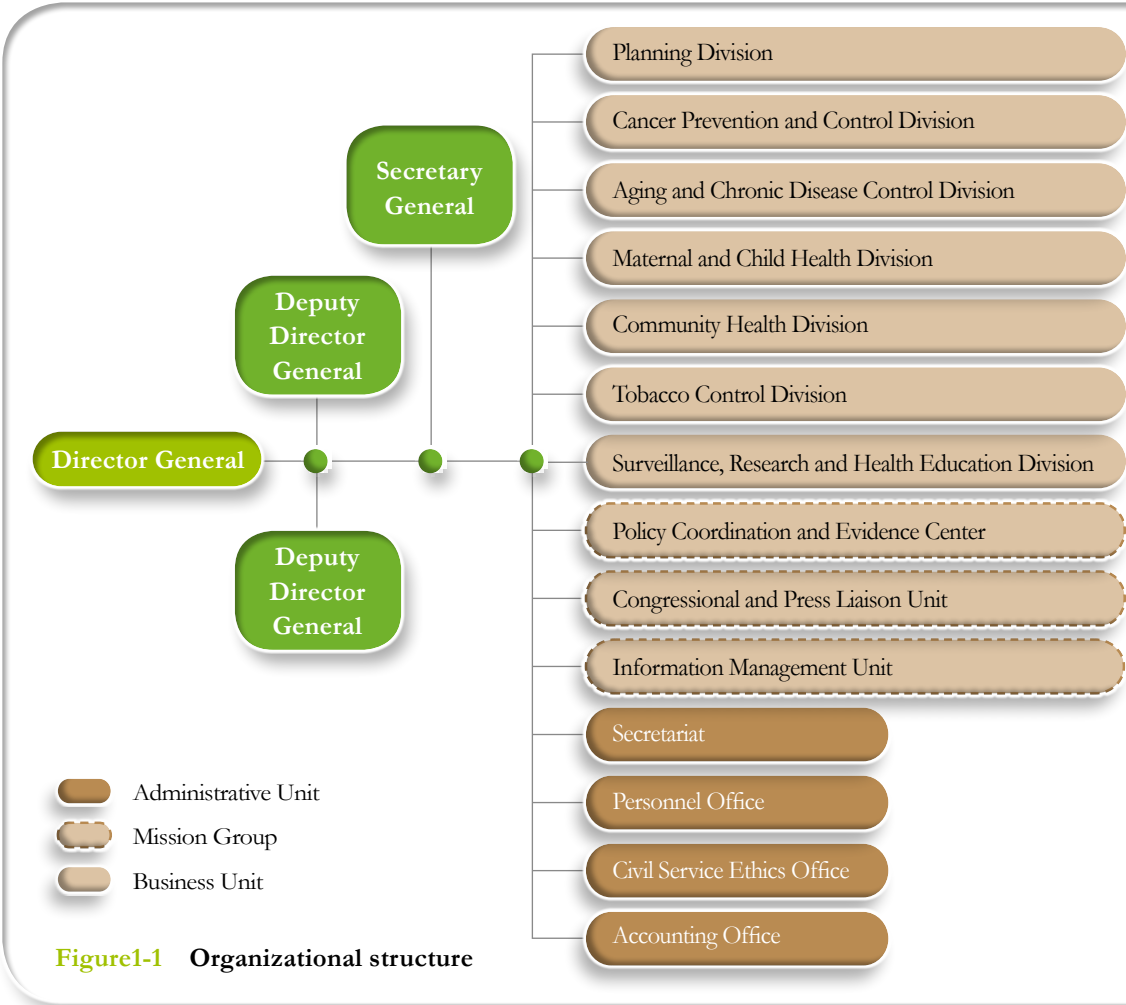 Planning Division
Cancer Prevention and Control Division
Secretary
General
Aging and Chronic Disease Control Division
Maternal and Child Health Division
Deputy
Director
General
Community Health Division
Tobacco Control Division
Director General
Surveillance, Research and Health Education Division
Policy Coordination and Evidence Center
Deputy
Director
General
Congressional and Press Liaison Unit
Information Management Unit
Secretariat
Personnel Office
Civil Service Ethics Office
Accounting Office
Administrative Unit
Mission Group
Business Unit
Figure1-1 Organizational structure